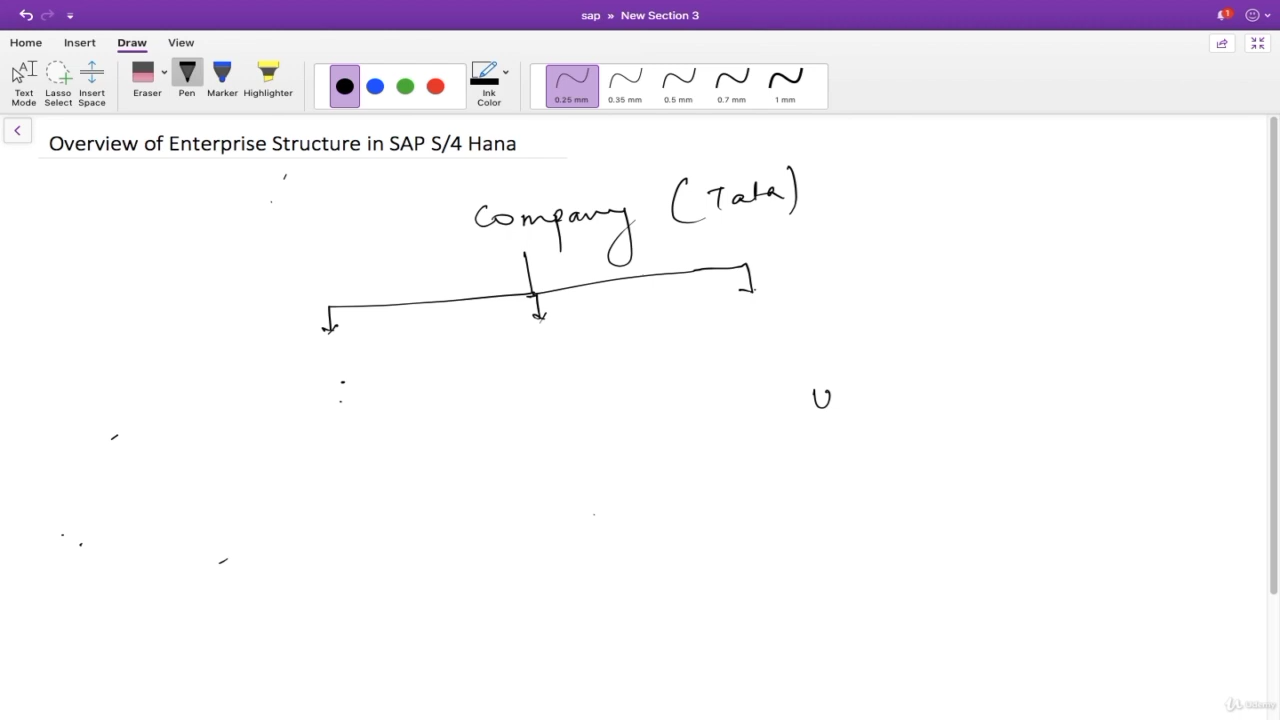 sap » New Section 3
1
Home Insert Draw View
Text Mode
Lasso Select
Insert Space
Eraser
Pen
Marker
Highlighter
Ink Color
0.25 mm
0.35 mm
0.5 mm
0.7 mm
1 mm
Overview of Enterprise Structure in SAP S/4 Hana
Company (Tata)
U
Udemy